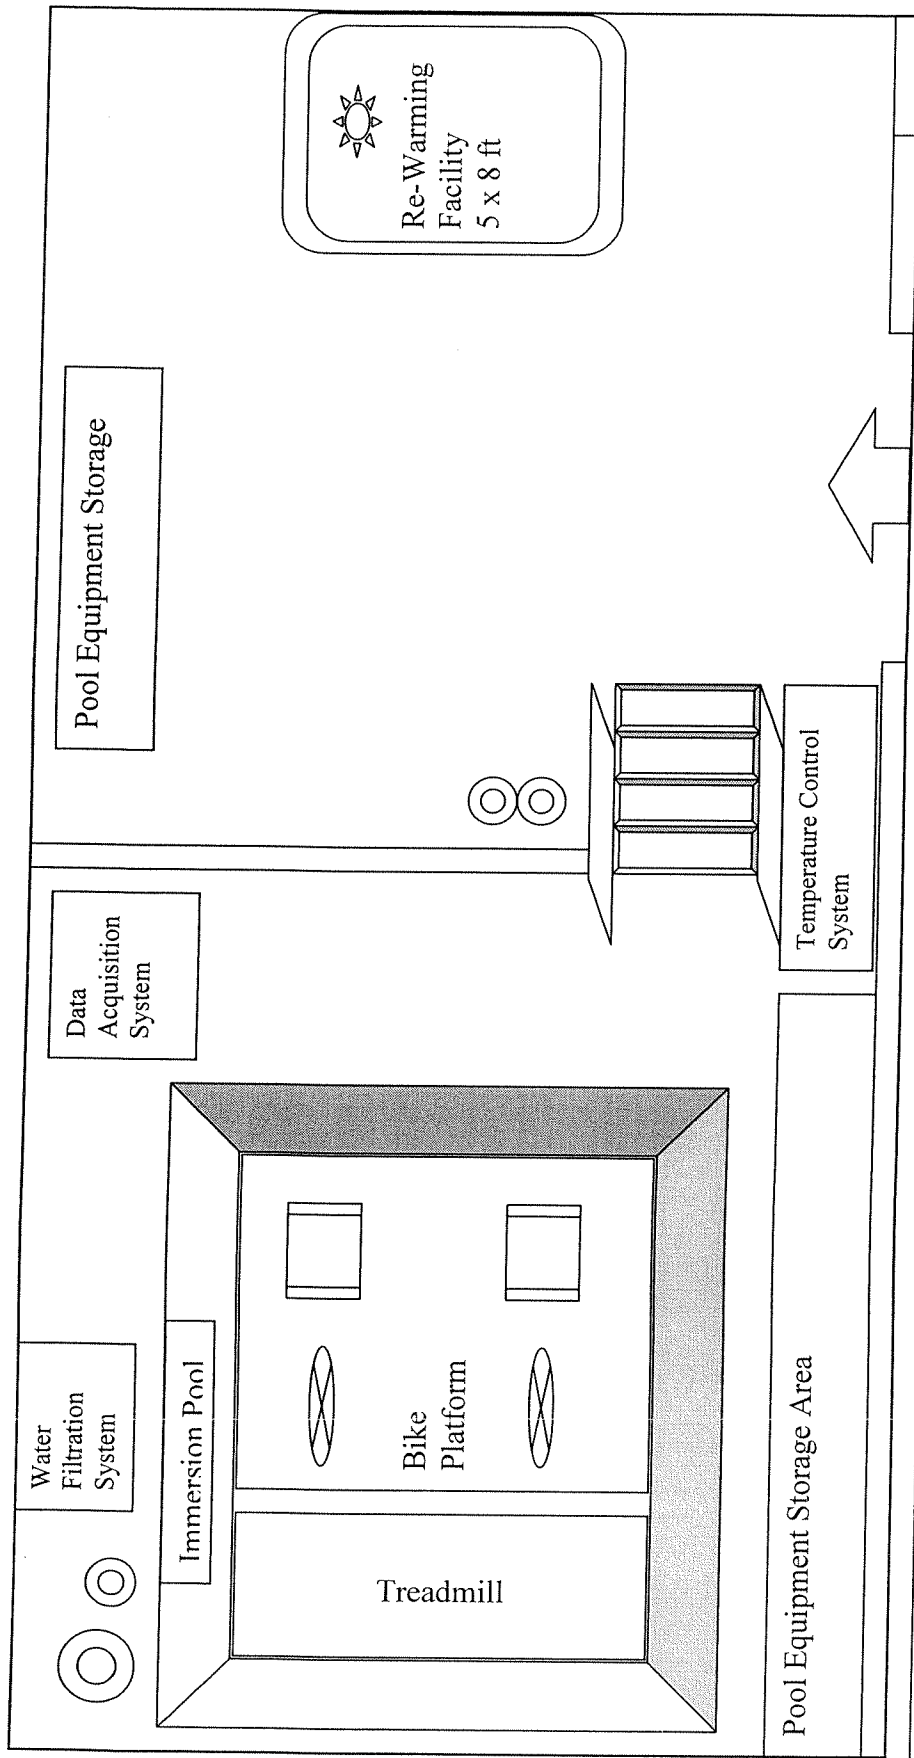 Water
Filtration
System
Data
Acquisition
System
Pool Equipment Storage
Immersion Pool
Treadmill
Bike
Platform
Re-Warming
Facility
5 x 8 ft
Temperature Control
System
Pool Equipment Storage Area